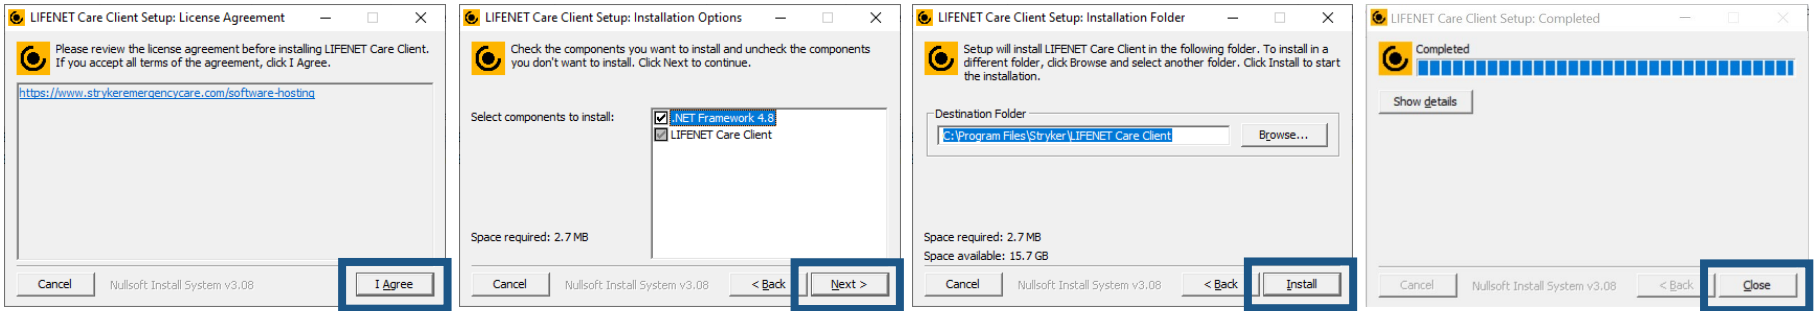 LIFENET Care Client Setup: License Agreement
Please review the license agreement before installing LIFENET Care Client.
If you accept all terms of the agreement, click I Agree.
https://www.strykeremergencycare.com/software-hosting
Cancel
Nullsoft Install System v3.08
I Agree
LIFENET Care Client Setup: Installation Options
Check the components you want to install and uncheck the components
you don't want to install. Click Next to continue.
Select components to install:
.NET Framework 4.8
LIFENET Care Client
Space required: 2.7 MB
Cancel
Nullsoft Install System v3.08
< Back
Next >
LIFENET Care Client Setup: Installation Folder
Setup will install LIFENET Care Client in the following folder. To install in a
different folder, click Browse and select another folder. Click Install to start
the installation.
Destination Folder
C:\Program Files\Stryker\LIFENET Care Client
Browse...
Space required: 2.7 MB
Space available: 15.7 GB
Cancel
Nullsoft Install System v3.08
< Back
Install
LIFENET Care Client Setup: Completed
Completed
Show details
Cancel
Nullsoft Install System v3.08
< Back
Close